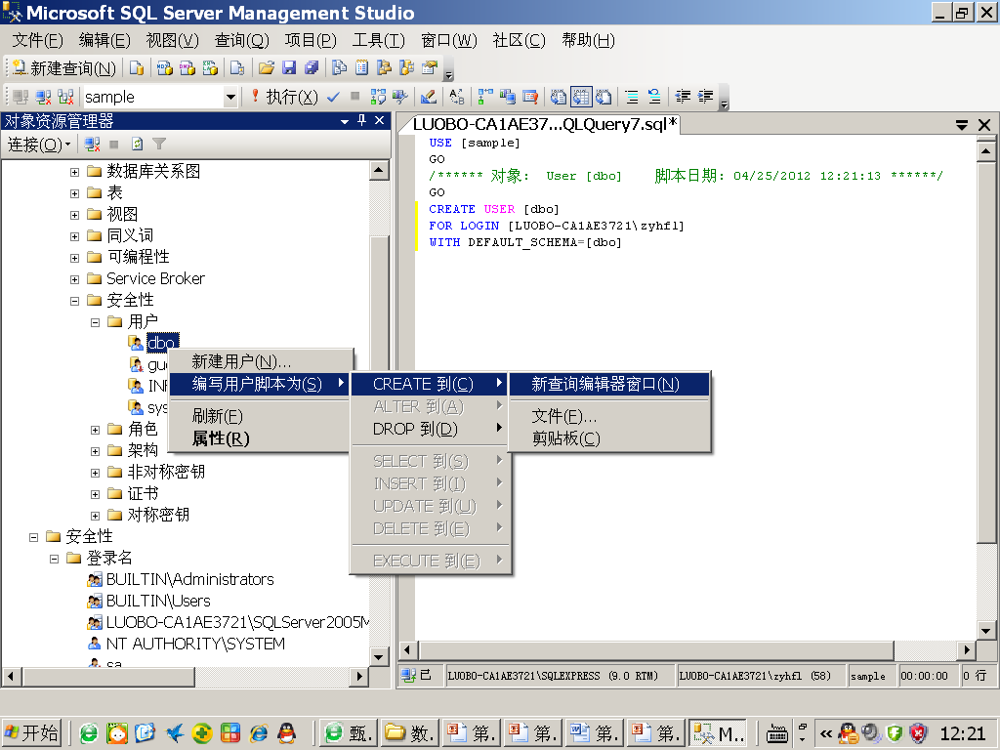 Microsoft SQL Server Management Studio
文件(F) 编辑(E) 视图(V) 查询(Q) 项目(P) 工具(T) 窗口(W) 社区(C) 帮助(H)
新建查询(N)
sample 执行(X)
对象资源管理器
连接(O)
数据库关系图
表
视图
同义词
可编程性
Service Broker
安全性
用户
dbo
gu
IN
sys
角色
架构
非对称密钥
证书
对称密钥
安全性
登录名
BUILTIN\Administrators
BUILTIN\Users
LUOBO-CA1AE3721\SQLServer2005M
NT AUTHORITY\SYSTEM
sa
新建用户(N)...
编写用户脚本为(S)
刷新(F)
属性(R)
CREATE 到(C)
ALTER 到(A)
DROP 到(D)
SELECT 到(S)
INSERT 到(I)
UPDATE 到(U)
DELETE 到(E)
EXECUTE 到(E)
新查询编辑器窗口(N)
文件(F)...
剪贴板(C)
LUOBO-CA1AE37...QLQuery7.sql*
USE [sample]
GO
/****** 对象: User [dbo] 脚本日期: 04/25/2012 12:21:13 ******/
GO
CREATE USER [dbo]
FOR LOGIN [LUOBO-CA1AE3721\zyhfl]
WITH DEFAULT_SCHEMA=[dbo]
已 LUOBO-CA1AE3721\SQLEXPRESS (9.0 RTM) LUOBO-CA1AE3721\zyhfl (58) sample 00:00:00 0 行
开始 甄. 数. 第. 第. 第. 第. M.. « 12:21